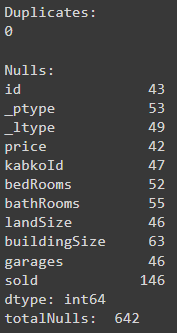 Duplicates:
0
Nulls:
id 43
_ptype 53
_ltype 49
price 42
kabkoId 47
bedRooms 52
bathRooms 55
landSize 46
buildingSize 63
garages 46
sold 146
dtype: int64
totalNulls: 642